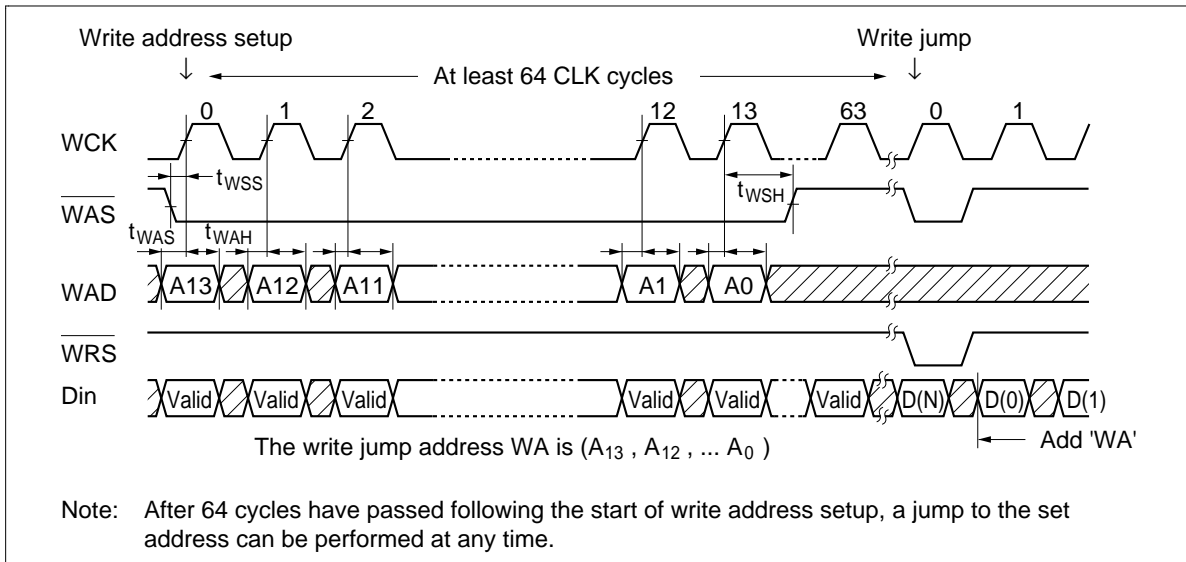 Write address setup Write jump
At least 64 CLK cycles
0 1 2 12 13 63 0 1
WCK
tWSS tWSH
WAS
tWAS tWAH
WAD A13 A12 A11 A1 A0
WRS
Din Valid Valid Valid Valid Valid Valid D(N) D(0) D(1)
Add 'WA'
The write jump address WA is (A13 , A12 , ... A0 )
Note: After 64 cycles have passed following the start of write address setup, a jump to the set
address can be performed at any time.